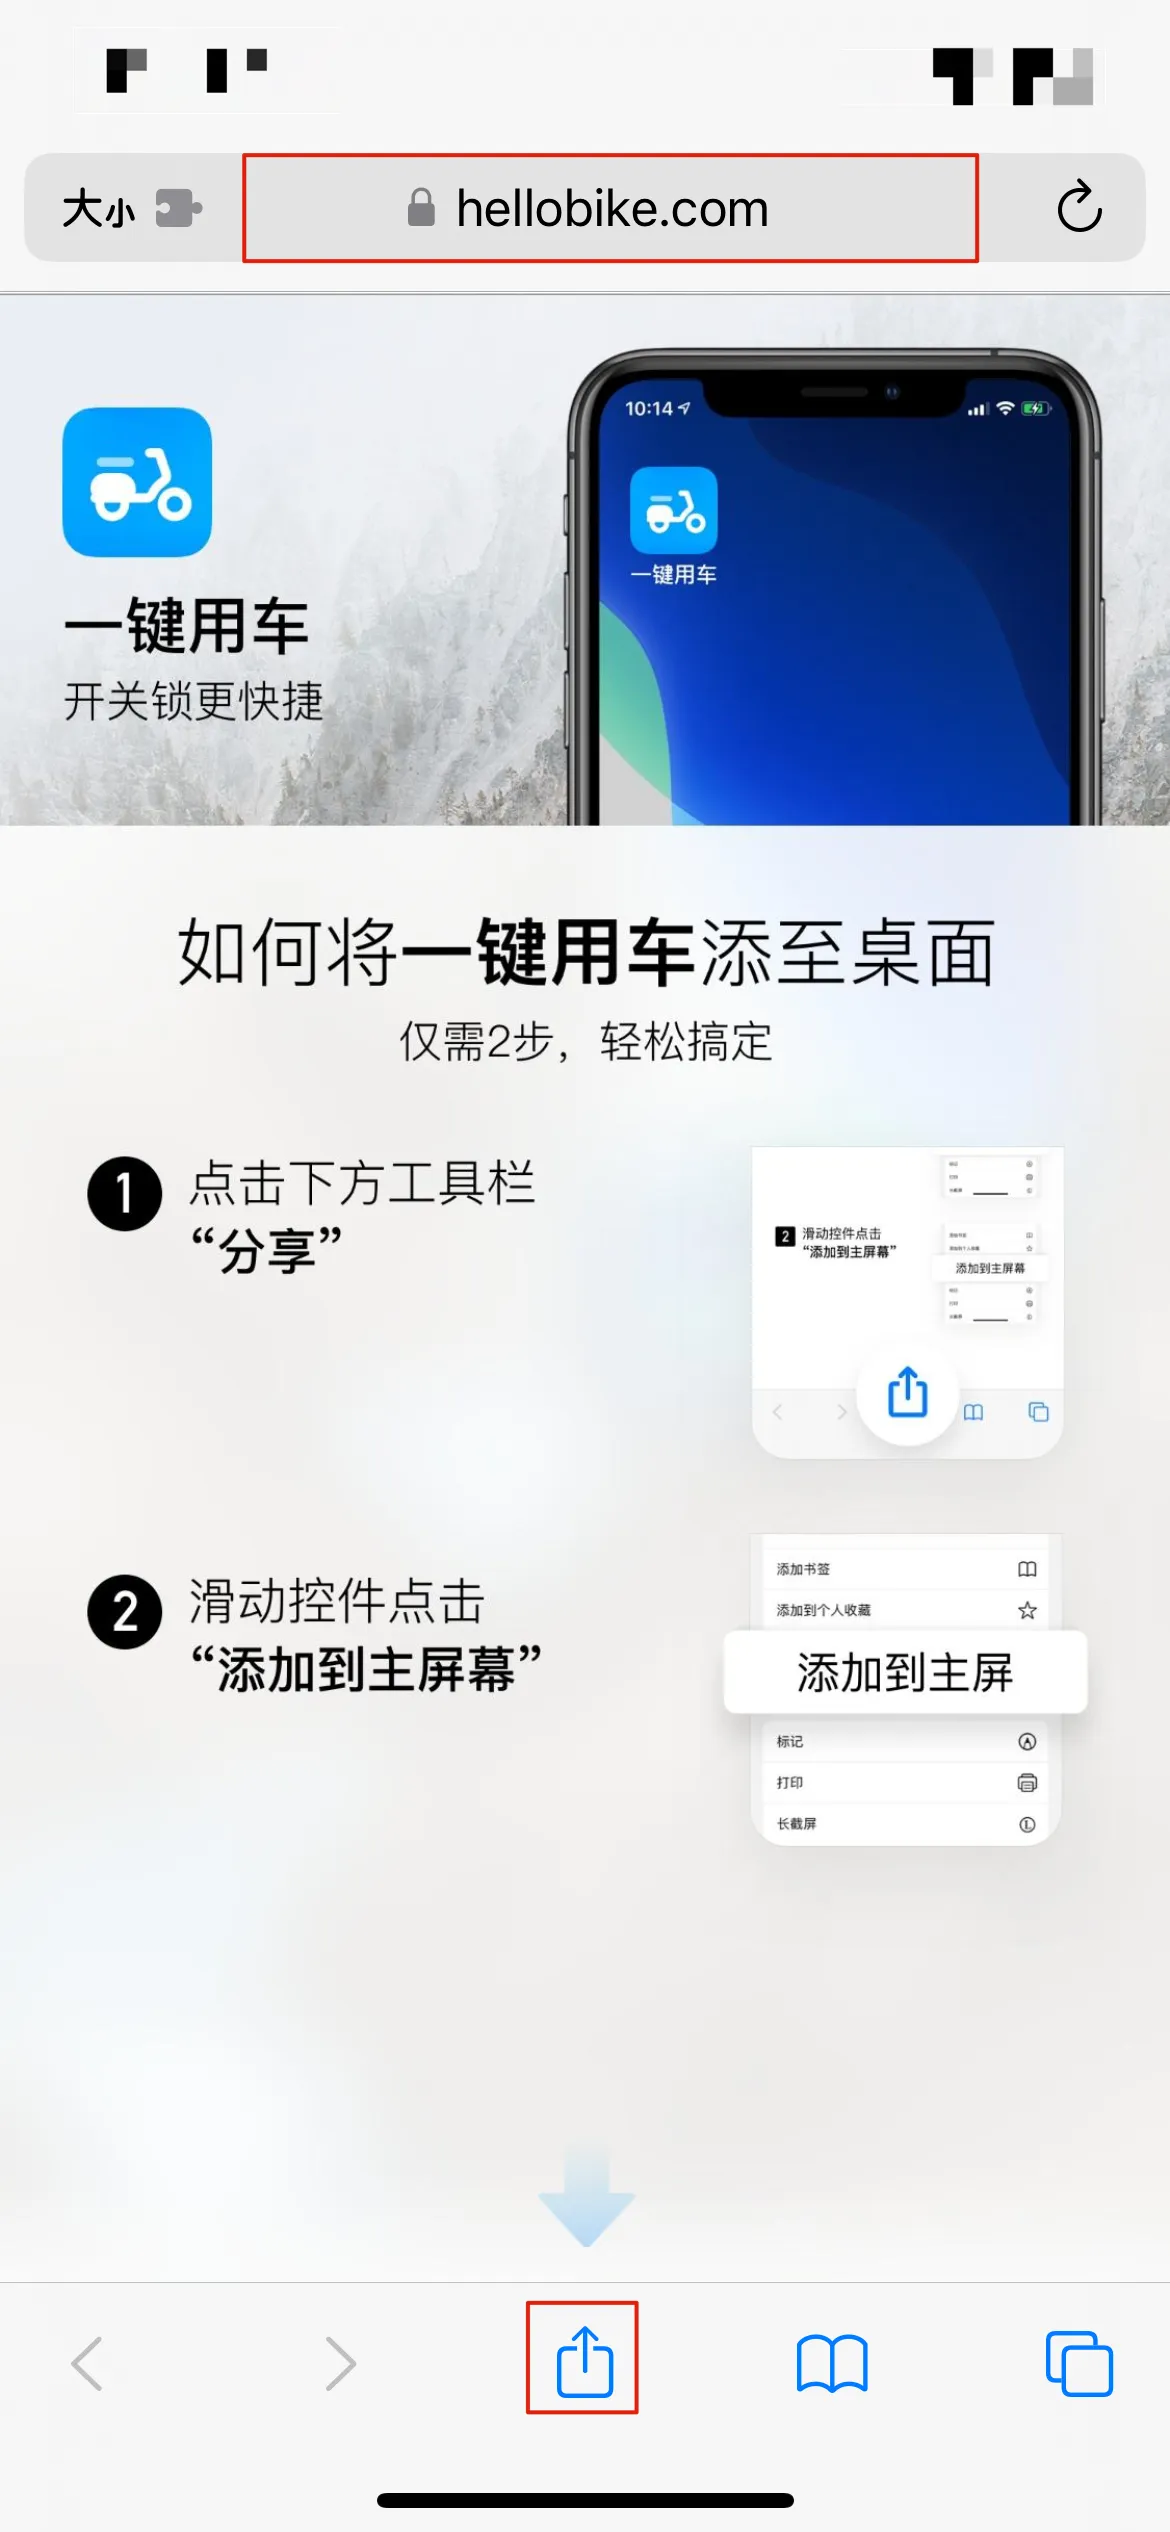 大小
hellobike.com
10:14
一键用车
一键用车
开关锁更快捷
如何将一键用车添至桌面
仅需2步，轻松搞定
1 点击下方工具栏
“分享”
2 滑动控件点击
“添加到主屏幕”
添加到主屏幕
2 滑动控件点击
“添加到主屏幕”
添加书签
添加到个人收藏
添加到主屏
标记
打印
长截屏